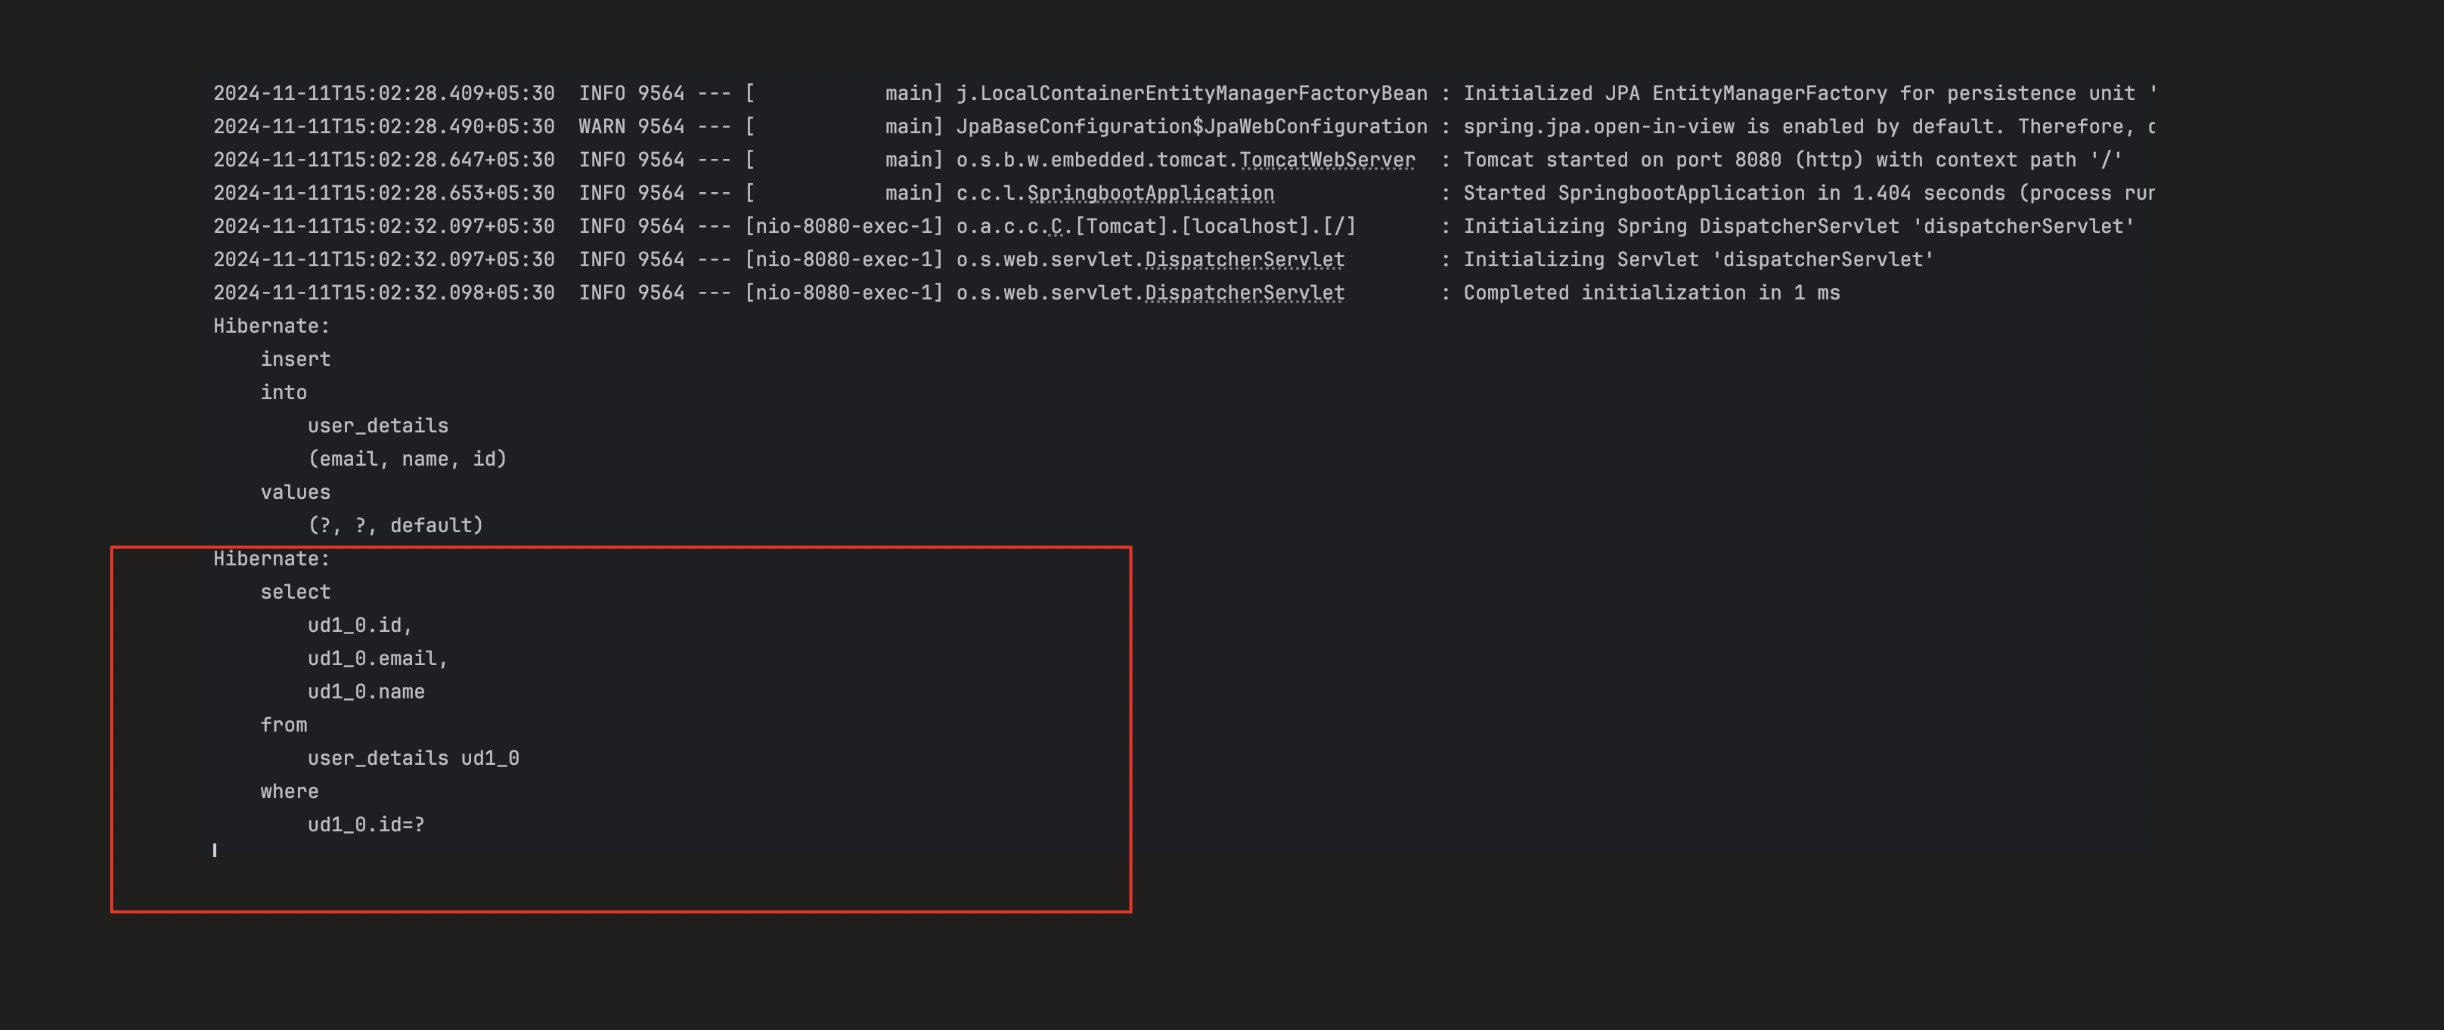 2024-11-11T15:02:28.409+05:30  INFO 9564 --- [           main] j.LocalContainerEntityManagerFactoryBean : Initialized JPA EntityManagerFactory for persistence unit '
2024-11-11T15:02:28.490+05:30  WARN 9564 --- [           main] JpaBaseConfiguration$JpaWebConfiguration : spring.jpa.open-in-view is enabled by default. Therefore,
2024-11-11T15:02:28.647+05:30  INFO 9564 --- [           main] o.s.b.w.embedded.tomcat.TomcatWebServer  : Tomcat started on port 8080 (http) with context path '/'
2024-11-11T15:02:28.653+05:30  INFO 9564 --- [           main] c.c.l.SpringbootApplication              : Started SpringbootApplication in 1.404 seconds (process run
2024-11-11T15:02:32.097+05:30  INFO 9564 --- [nio-8080-exec-1] o.a.c.c.C.[Tomcat].[localhost].[/]       : Initializing Spring DispatcherServlet 'dispatcherServlet'
2024-11-11T15:02:32.097+05:30  INFO 9564 --- [nio-8080-exec-1] o.s.web.servlet.DispatcherServlet        : Initializing Servlet 'dispatcherServlet'
2024-11-11T15:02:32.098+05:30  INFO 9564 --- [nio-8080-exec-1] o.s.web.servlet.DispatcherServlet        : Completed initialization in 1 ms
Hibernate:
    insert
    into
        user_details
        (email, name, id)
    values
        (?, ?, default)
Hibernate:
    select
        ud1_0.id,
        ud1_0.email,
        ud1_0.name
    from
        user_details ud1_0
    where
        ud1_0.id=?